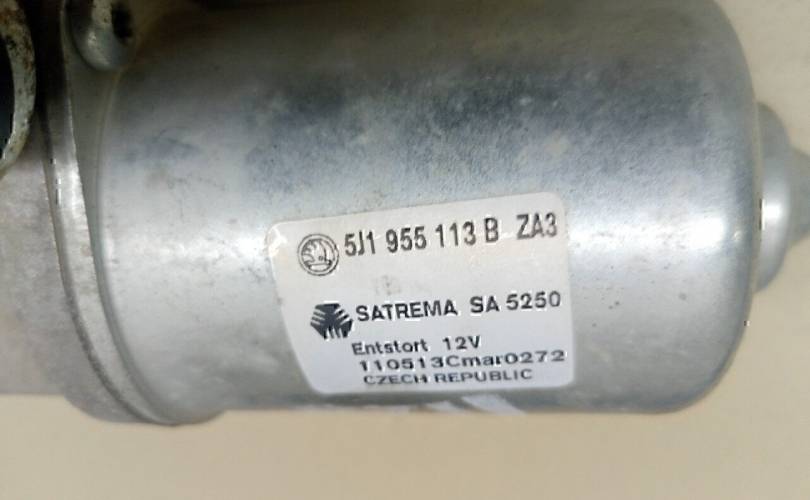 5J1 955 113 B ZA3
SATREMA SA 5250
Entstort 12V
110513Cmar0272
CZECH REPUBLIC